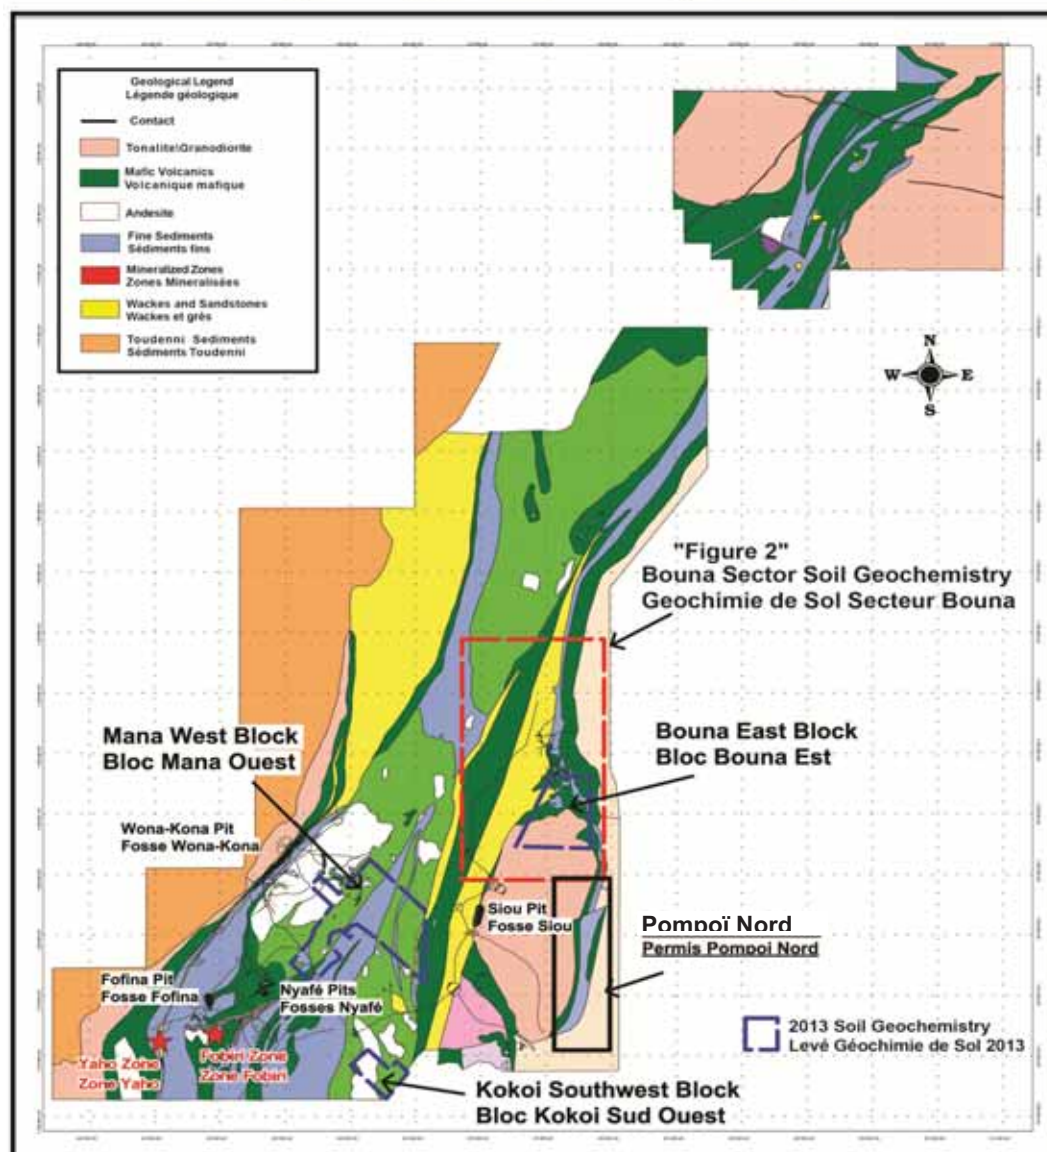 Geological Legend
Légende géologique
Contact
Tonalite\Granodiorite
Mafic Volcanics
Volcanique mafique
Andesite
Fine Sediments
Sédiments fins
Mineralized Zones
Zones Mineralisées
Wackes and Sandstones
Wackes et grès
Toudenni Sediments
Sédiments Toudenni
N
W E
S
"Figure 2"
Bouna Sector Soil Geochemistry
Geochimie de Sol Secteur Bouna
Mana West Block
Bloc Mana Ouest
Bouna East Block
Bloc Bouna Est
Wona-Kona Pit
Fosse Wona-Kona
Siou Pit
Fosse Siou
Pompoï Nord
Permis Pompoi Nord
Fofina Pit
Fosse Fofina
Nyafé Pits
Fosses Nyafé
Yaho Zone
Zone Yaho
Fobiri Zone
Zone Fobiri
2013 Soil Geochemistry
Levé Géochimie de Sol 2013
Kokoi Southwest Block
Bloc Kokoi Sud Ouest